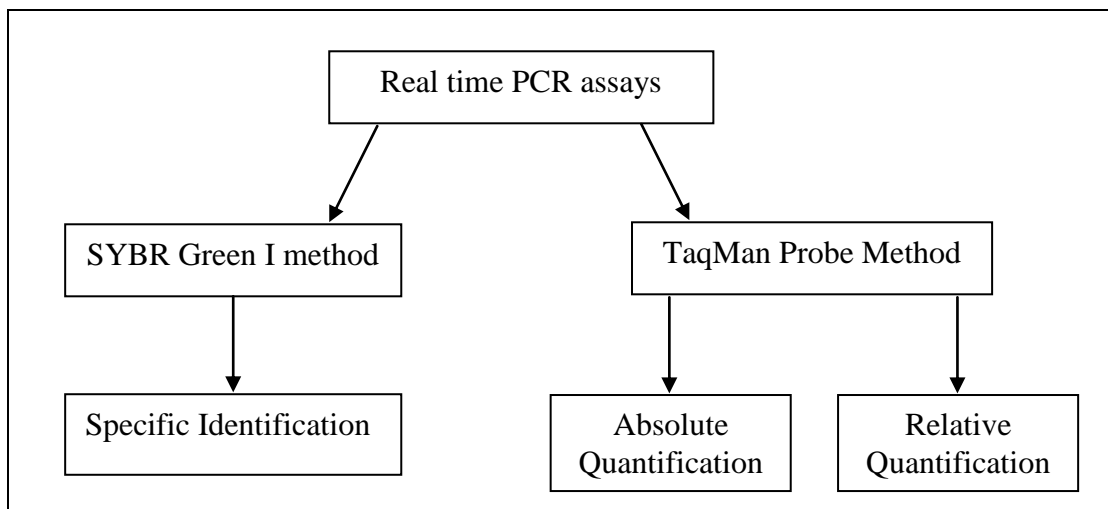 Real time PCR assays
SYBR Green I method
TaqMan Probe Method
Specific Identification
Absolute
Quantification
Relative
Quantification